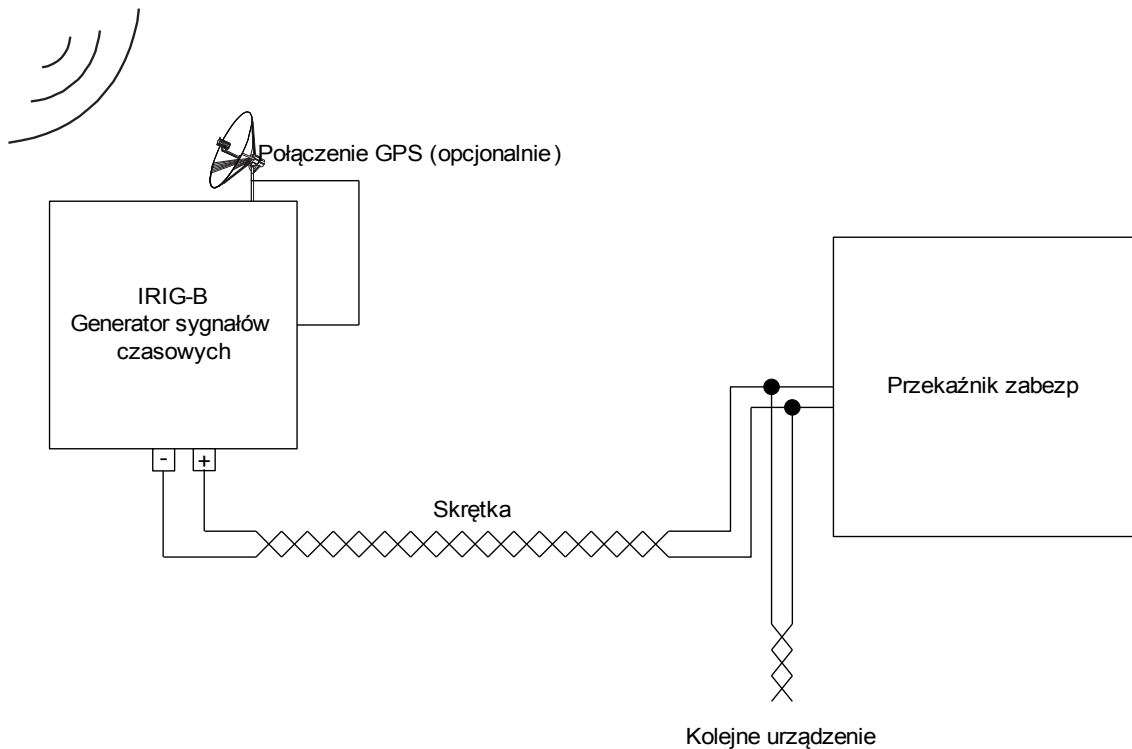 Połączenie GPS (opcjonalnie)
IRIG-B
Generator sygnałów
czasowych
Przekaźnik zabezp
- +
Skrętka
Kolejne urządzenie